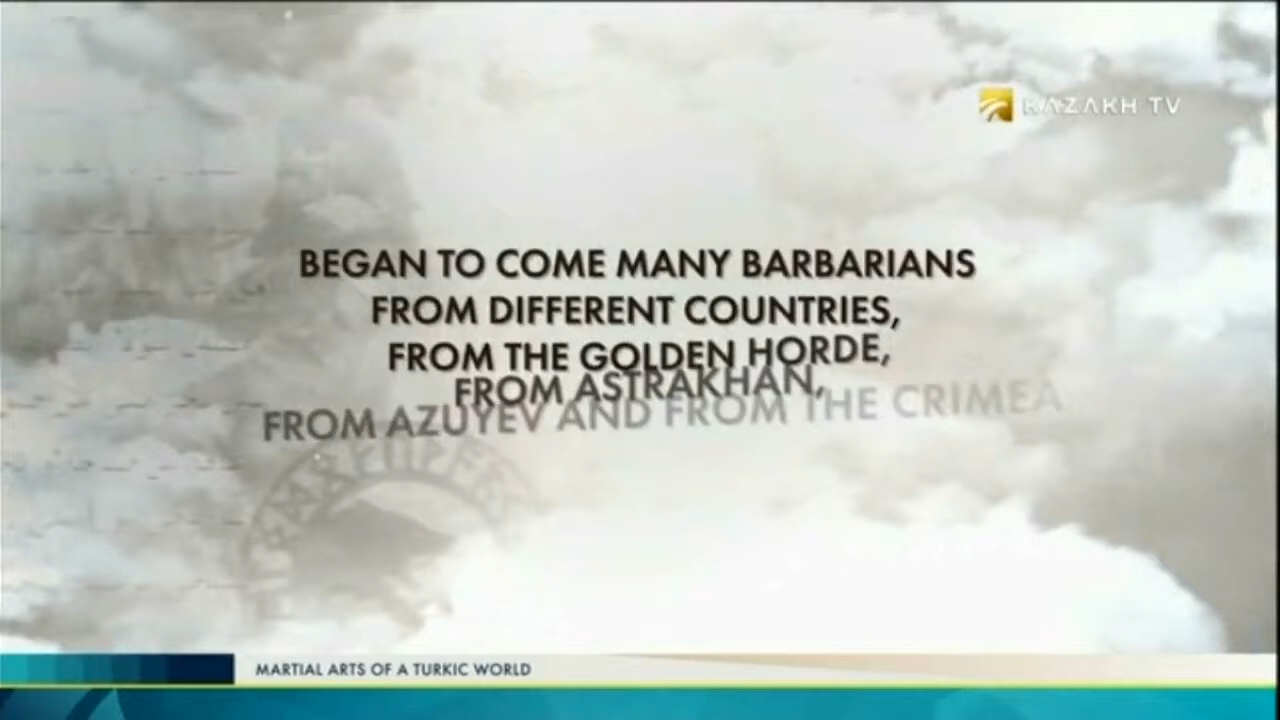 KAZAKH TV
BEGAN TO COME MANY BARBARIANS
FROM DIFFERENT COUNTRIES,
FROM THE GOLDEN HORDE,
FROM ASTRAKHAN,
FROM AZUYEV AND FROM THE CRIMEA
MARTIAL ARTS OF A TURKIC WORLD